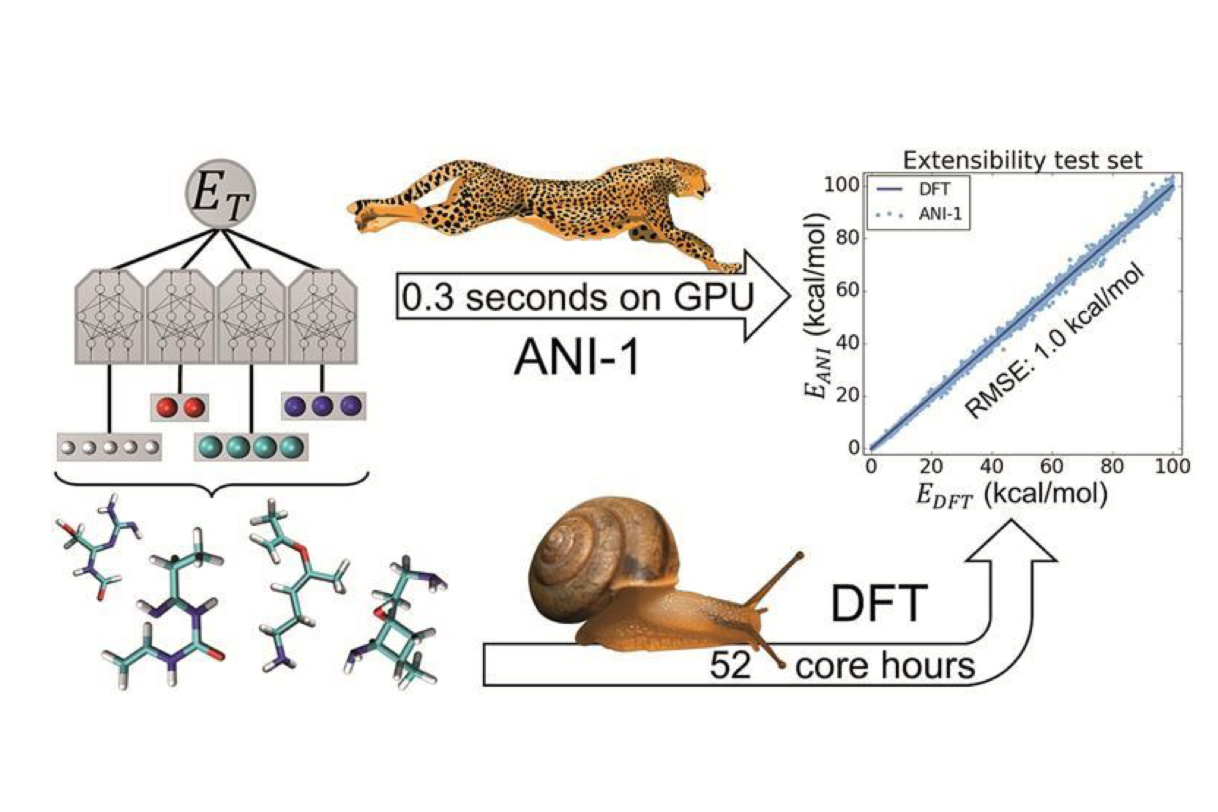 E_T
0.3 seconds on GPU
ANI-1
Extensibility test set
DFT
ANI-1
100
80
60
40
20
0
E_ANI (kcal/mol)
RMSE: 1.0 kcal/mol
0 20 40 60 80 100
E_DFT (kcal/mol)
DFT
52 core hours